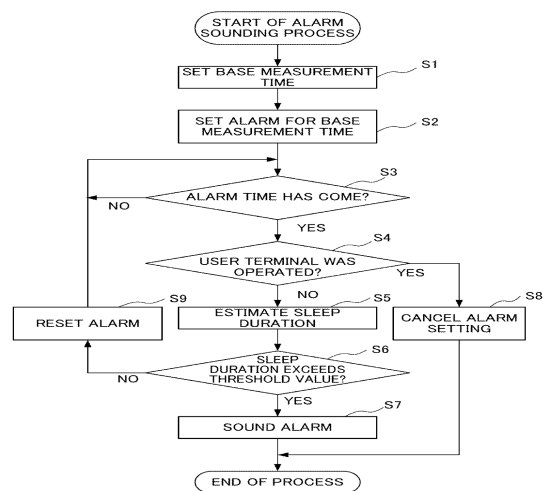 START OF ALARM
SOUNDING PROCESS
S1
SET BASE MEASUREMENT
TIME
S2
SET ALARM FOR BASE
MEASUREMENT TIME
S3
ALARM TIME HAS COME?
NO
YES
S4
USER TERMINAL WAS
OPERATED?
YES
NO
S9
RESET ALARM
S5
ESTIMATE SLEEP
DURATION
S8
CANCEL ALARM
SETTING
S6
SLEEP
DURATION EXCEEDS
THRESHOLD VALUE?
NO
YES
S7
SOUND ALARM
END OF PROCESS